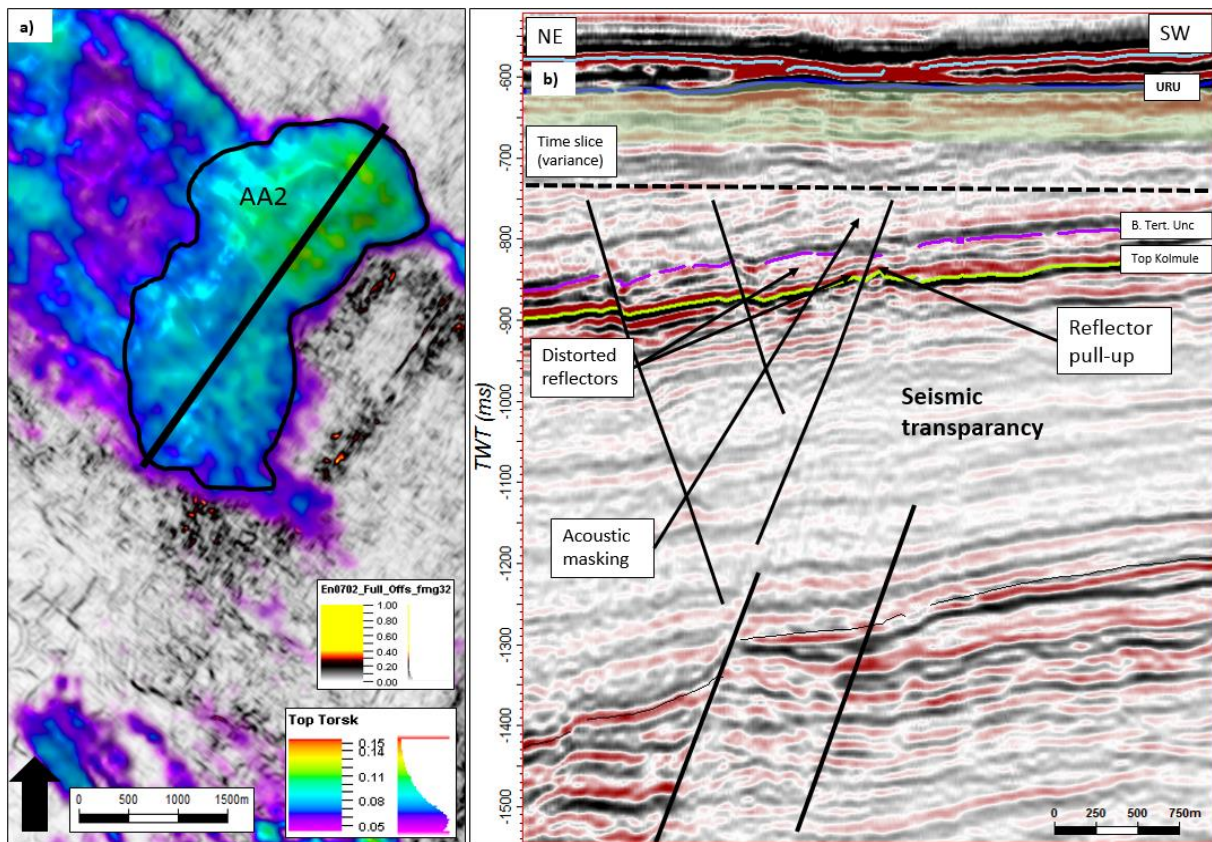 a)
AA2
En0702_Full_Offs_fmg32
1.00
0.80
0.60
0.40
0.20
0.00
Top Torsk
0.15
0.14
0.11
0.08
0.05
0 500 1000 1500m
NE
SW
b)
URU
Time slice
(variance)
B. Tert. Unc
Top Kolmule
Distorted
reflectors
Reflector
pull-up
Seismic
transparancy
Acoustic
masking
TWT (ms)
-600
-700
-800
-900
-1000
-1100
-1200
-1300
-1400
-1500
0 250 500 750m